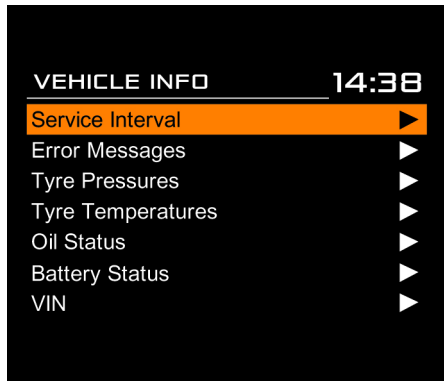 VEHICLE INFO 14:38
Service Interval
Error Messages
Tyre Pressures
Tyre Temperatures
Oil Status
Battery Status
VIN